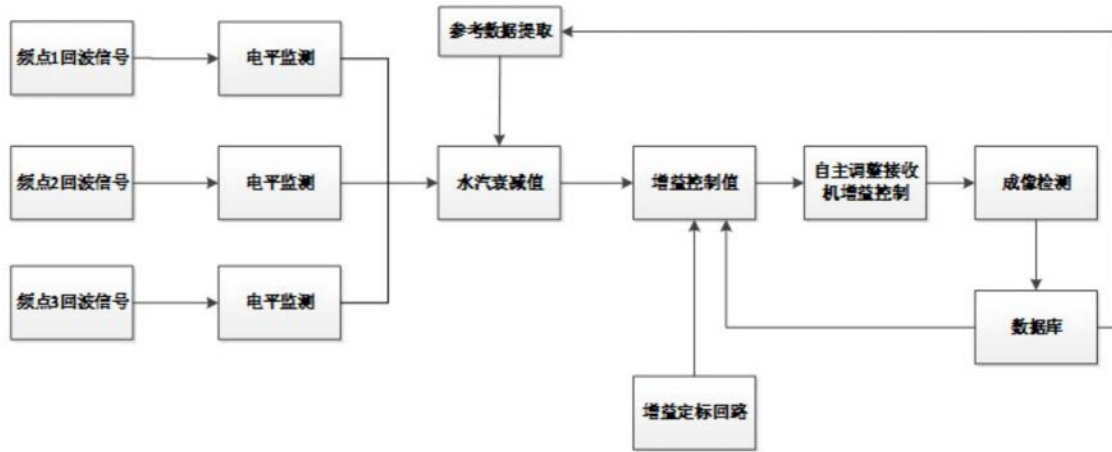 参考数据提取
频点1回波信号
电平监测
频点2回波信号
电平监测
水汽衰减值
增益控制值
自主调整接收
机增益控制
成像检测
频点3回波信号
电平监测
数据库
增益定标回路